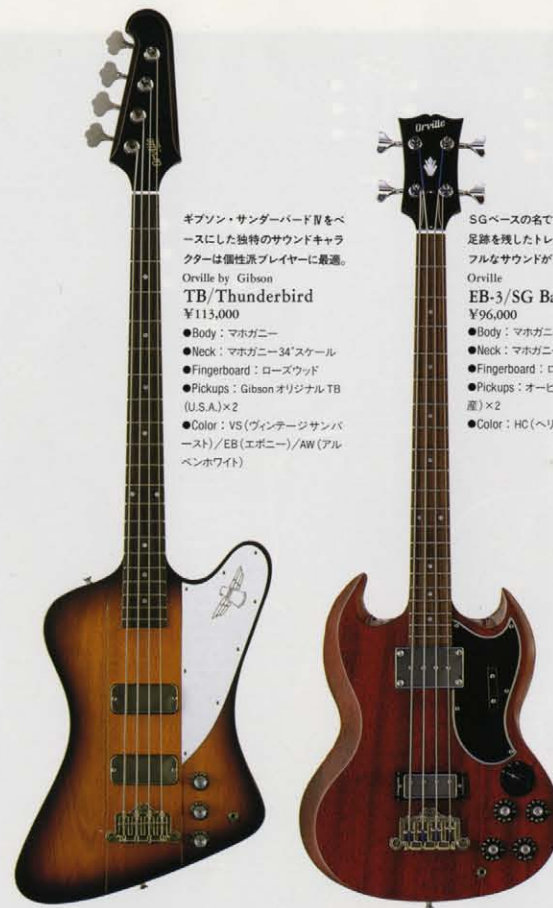 Orville
Orville
ギブソン・サンダーバードⅣをベ
ースにした独特のサウンドキャラ
クターは個性派プレイヤーに最適。
Orville by Gibson
TB/Thunderbird
¥113,000
●Body：マホガニー
●Neck：マホガニー34"スケール
●Fingerboard：ローズウッド
●Pickups：GibsonオリジナルTB
(U.S.A.)×2
●Color：VS(ヴィンテージサンバ
ースト)／EB(エボニー)／AW(アル
ペンホワイト)
SGベースの名で
足跡を残したトレ
フルなサウンドが
Orville
EB-3/SG Ba
¥96,000
●Body：マホガニ
●Neck：マホガニ
●Fingerboard：ロ
●Pickups：オービ
産)×2
●Color：HC(ヘリ